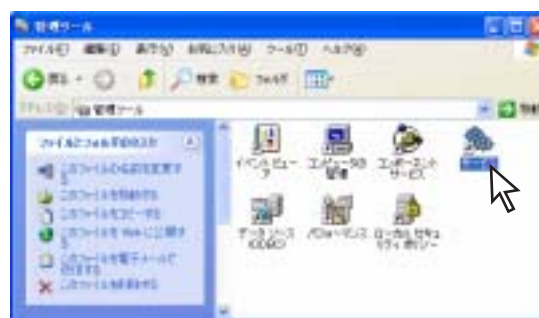 管理ツール
ファイル(F) 編集(E) 表示(V) お気に入り(A) ツール(T) ヘルプ(H)
戻る 検索 フォルダ
アドレス(D) 管理ツール 移動
ファイルとフォルダのタスク
このファイルの名前を変更する
このファイルを移動する
このファイルをコピーする
このファイルを Web に公開する
このファイルを電子メールで送信する
このファイルを削除する
イベント ビューア
コンピュータの管理
コンポーネント サービス
データ ソース (ODBC)
パフォーマンス
ローカル セキュリティ ポリシー